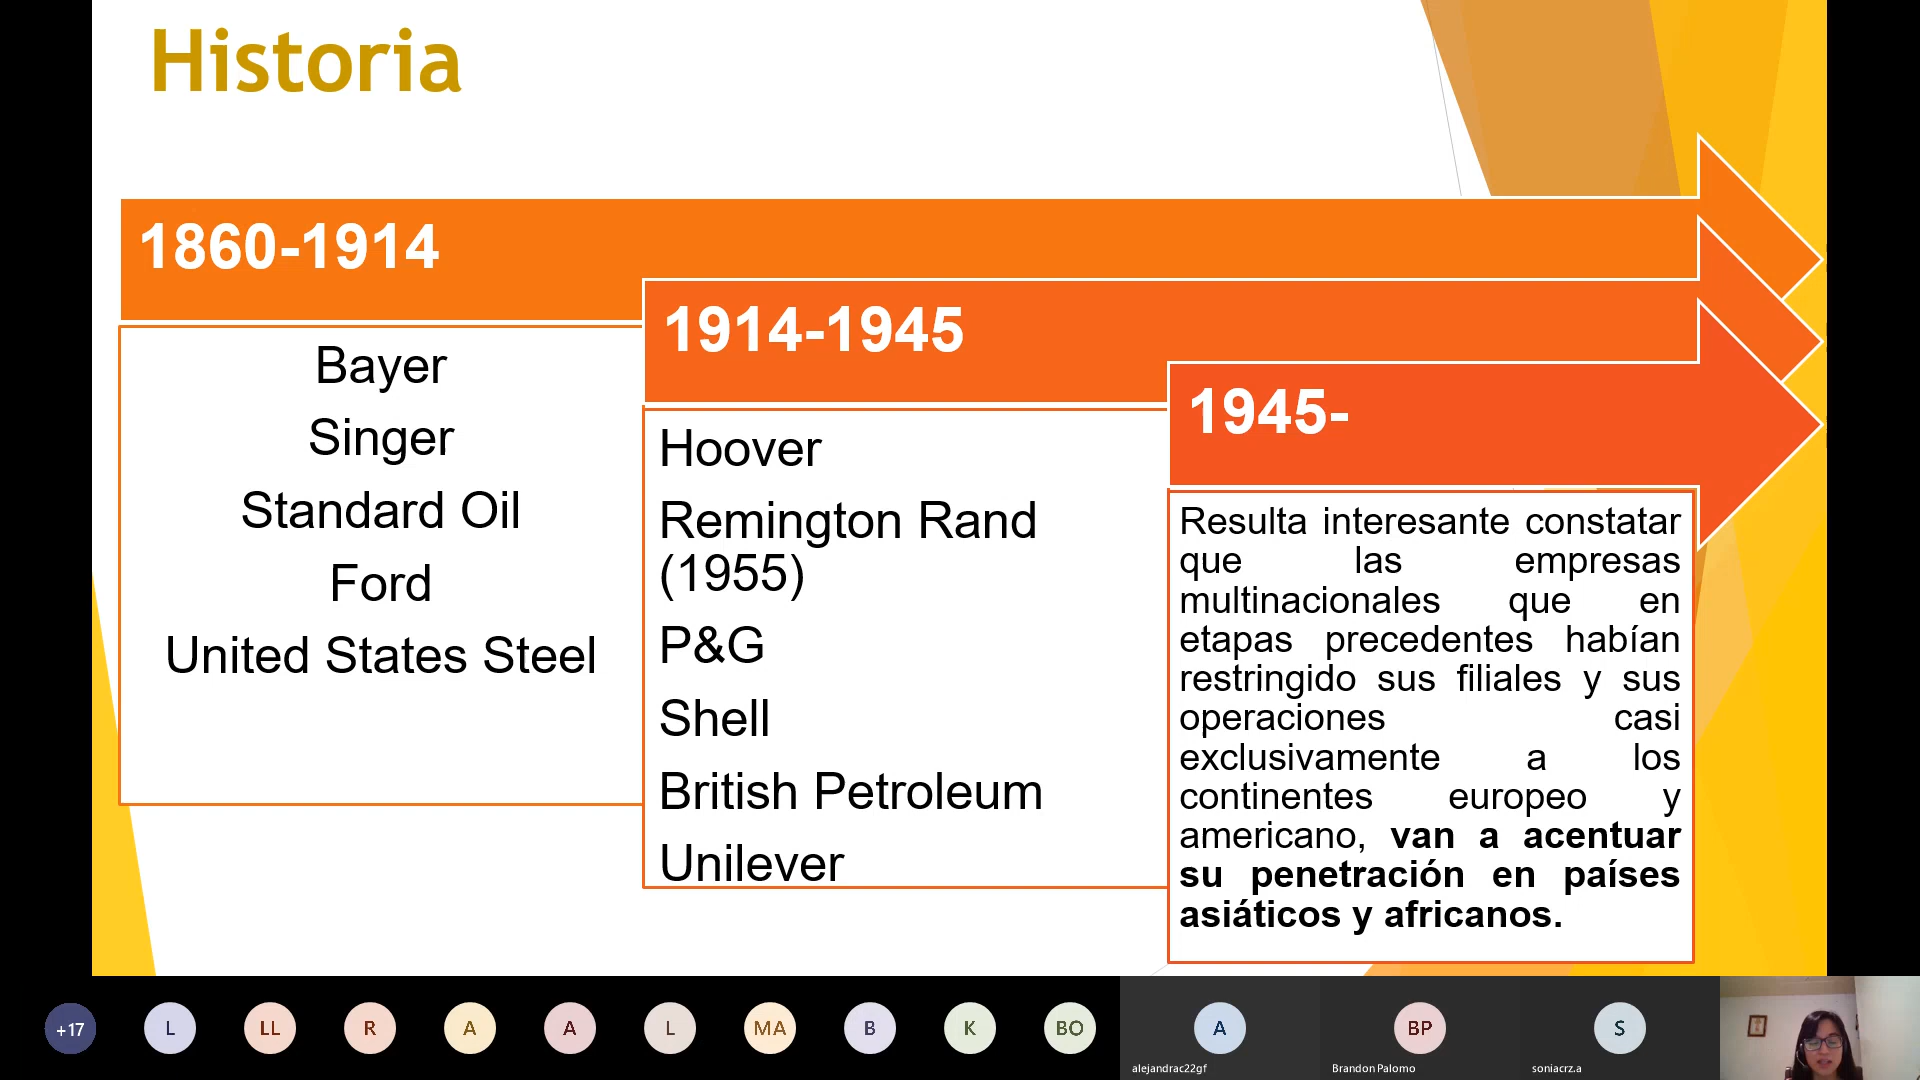 Historia
1860-1914
Bayer
Singer
Standard Oil
Ford
United States Steel
1914-1945
Hoover
Remington Rand
(1955)
P&G
Shell
British Petroleum
Unilever
1945-
Resulta interesante constatar
que las empresas
multinacionales que en
etapas precedentes habían
restringido sus filiales y sus
operaciones casi
exclusivamente a los
continentes europeo y
americano, van a acentuar
su penetración en países
asiáticos y africanos.
+17
L
LL
R
A
A
L
MA
B
K
BO
A
alejandrac22gf
BP
Brandon Palomo
S
soniacrz.a